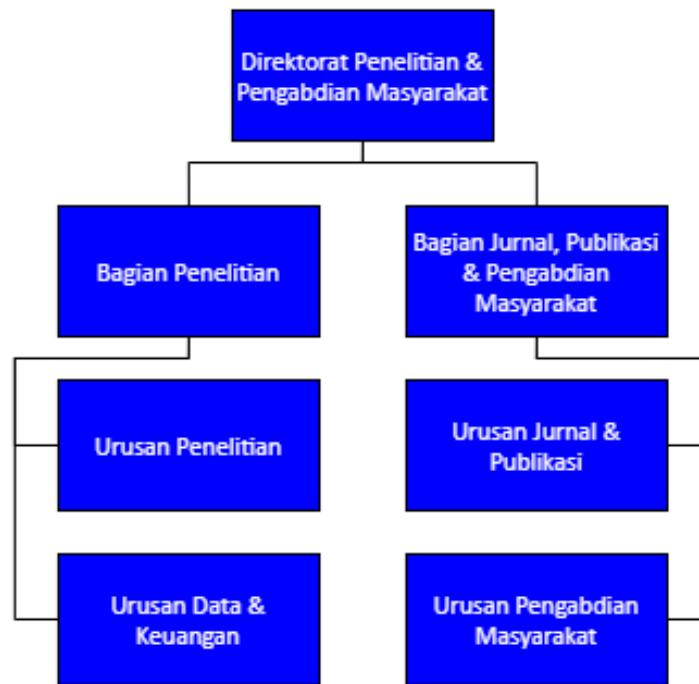 Direktorat Penelitian &
Pengabdian Masyarakat
Bagian Penelitian
Bagian Jurnal, Publikasi
& Pengabdian
Masyarakat
Urusan Penelitian
Urusan Jurnal &
Publikasi
Urusan Data &
Keuangan
Urusan Pengabdian
Masyarakat